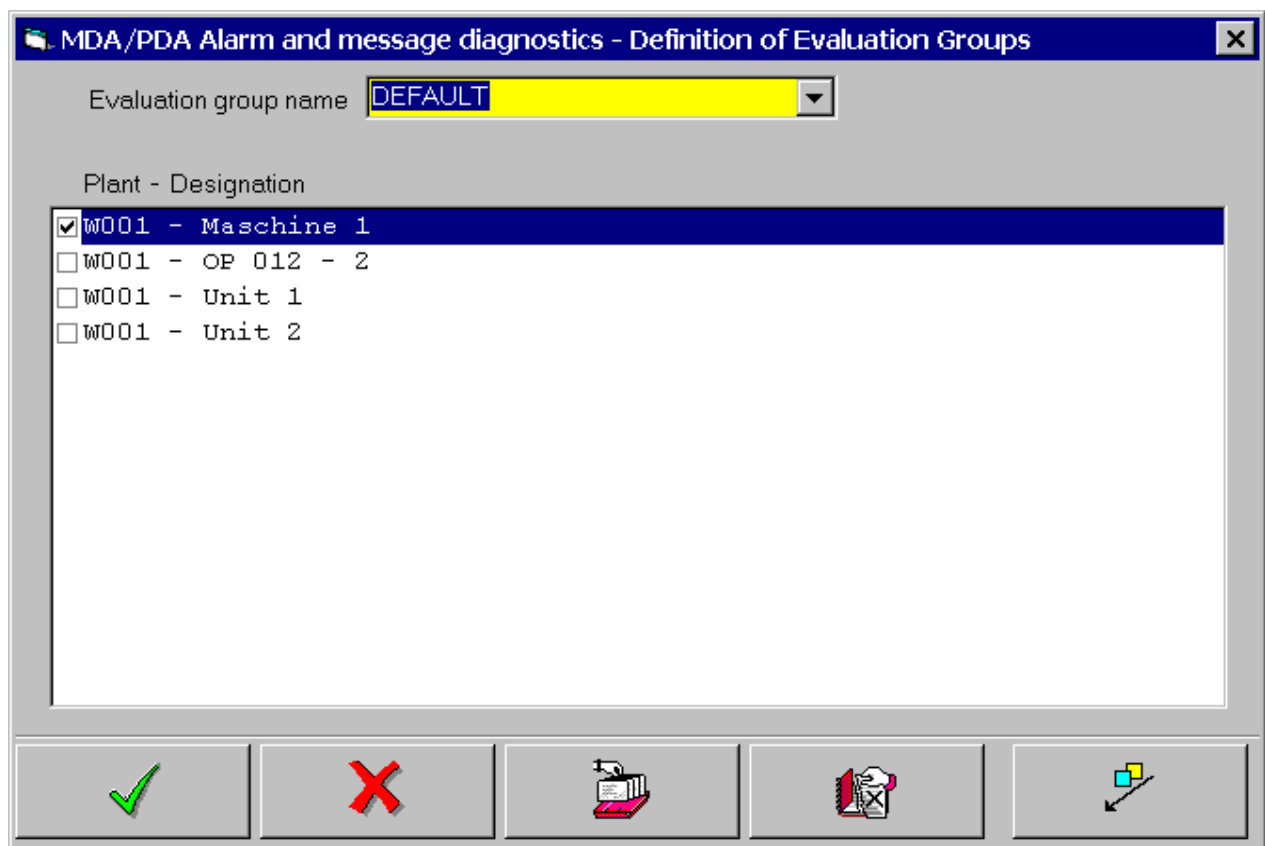 MDA/PDA Alarm and message diagnostics - Definition of Evaluation Groups
Evaluation group name DEFAULT
Plant - Designation
W001 - Maschine 1
W001 - OP 012 - 2
W001 - Unit 1
W001 - Unit 2